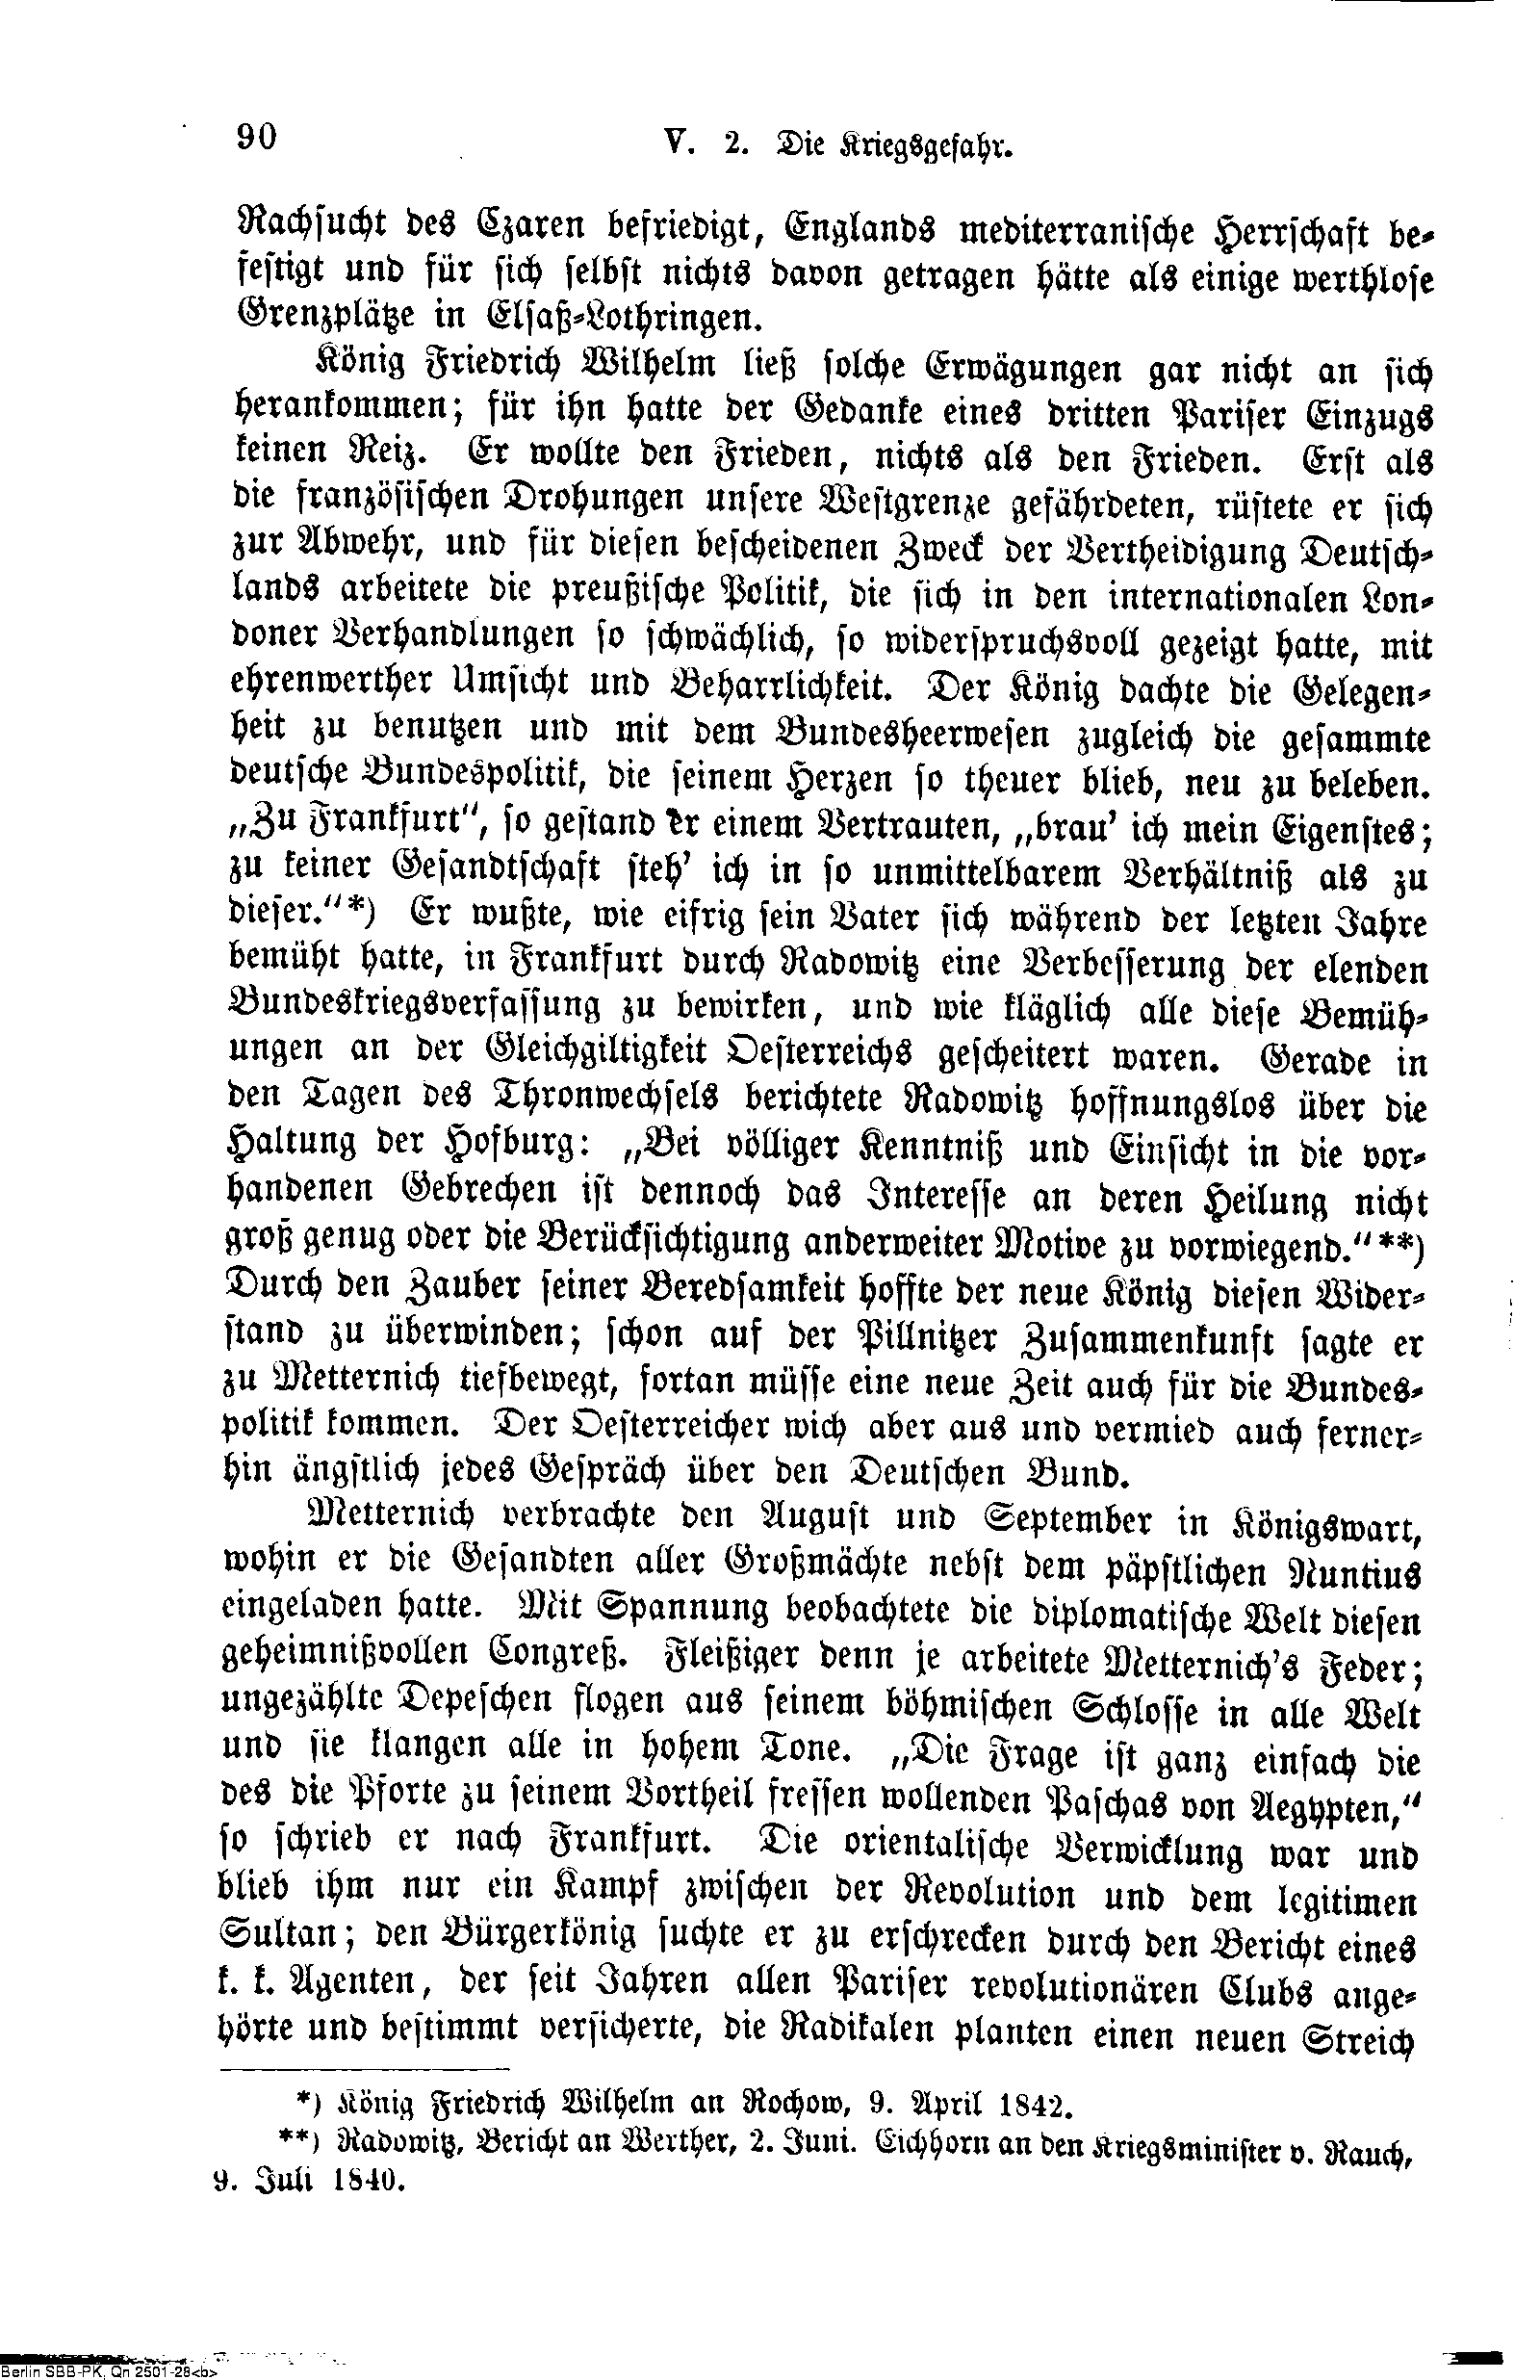 90
V. 2. Die Kriegsgefahr.
Rachsucht des Czaren befriedigt, Englands mediterranische Herrschaft be-
festigt und für sich selbst nichts davon getragen hätte als einige werthlose
Grenzplätze in Elsaß-Lothringen.
König Friedrich Wilhelm ließ solche Erwägungen gar nicht an sich
herankommen; für ihn hatte der Gedanke eines dritten Pariser Einzugs
keinen Reiz. Er wollte den Frieden, nichts als den Frieden. Erst als
die französischen Drohungen unsere Westgrenze gefährdeten, rüstete er sich
zur Abwehr, und für diesen bescheidenen Zweck der Vertheidigung Deutsch-
lands arbeitete die preußische Politik, die sich in den internationalen Lon-
doner Verhandlungen so schwächlich, so widerspruchsvoll gezeigt hatte, mit
ehrenwerther Umsicht und Beharrlichkeit. Der König dachte die Gelegen-
heit zu benutzen und mit dem Bundesheerwesen zugleich die gesammte
deutsche Bundespolitik, die seinem Herzen so theuer blieb, neu zu beleben.
„Zu Frankfurt“, so gestand er einem Vertrauten, „brau’ ich mein Eigenstes;
zu keiner Gesandtschaft steh’ ich in so unmittelbarem Verhältniß als zu
dieser.“*) Er wußte, wie eifrig sein Vater sich während der letzten Jahre
bemüht hatte, in Frankfurt durch Radowitz eine Verbesserung der elenden
Bundeskriegsverfassung zu bewirken, und wie kläglich alle diese Bemüh-
ungen an der Gleichgiltigkeit Oesterreichs gescheitert waren. Gerade in
den Tagen des Thronwechsels berichtete Radowitz hoffnungslos über die
Haltung der Hofburg: „Bei völliger Kenntniß und Einsicht in die vor-
handenen Gebrechen ist dennoch das Interesse an deren Heilung nicht
groß genug oder die Berücksichtigung anderweiter Motive zu vorwiegend.“**)
Durch den Zauber seiner Beredsamkeit hoffte der neue König diesen Wider-
stand zu überwinden; schon auf der Pillnitzer Zusammenkunft sagte er
zu Metternich tiefbewegt, fortan müsse eine neue Zeit auch für die Bundes-
politik kommen. Der Oesterreicher wich aber aus und vermied auch ferner-
hin ängstlich jedes Gespräch über den Deutschen Bund.
Metternich verbrachte den August und September in Königswart,
wohin er die Gesandten aller Großmächte nebst dem päpstlichen Nuntius
eingeladen hatte. Mit Spannung beobachtete die diplomatische Welt diesen
geheimnißvollen Congreß. Fleißiger denn je arbeitete Metternich’s Feder;
ungezählte Depeschen flogen aus seinem böhmischen Schlosse in alle Welt
und sie klangen alle in hohem Tone. „Die Frage ist ganz einfach die
des die Pforte zu seinem Vortheil fressen wollenden Paschas von Aegypten,“
so schrieb er nach Frankfurt. Die orientalische Verwicklung war und
blieb ihm nur ein Kampf zwischen der Revolution und dem legitimen
Sultan; den Bürgerkönig suchte er zu erschrecken durch den Bericht eines
k. k. Agenten, der seit Jahren allen Pariser revolutionären Clubs ange-
hörte und bestimmt versicherte, die Radikalen planten einen neuen Streich
*) König Friedrich Wilhelm an Rochow, 9. April 1842.
**) Radowitz, Bericht an Werther, 2. Juni. Eichhorn an den Kriegsminister v. Rauch,
9. Juli 1840.
Berlin SBB-PK, Qn 2501-28<b>